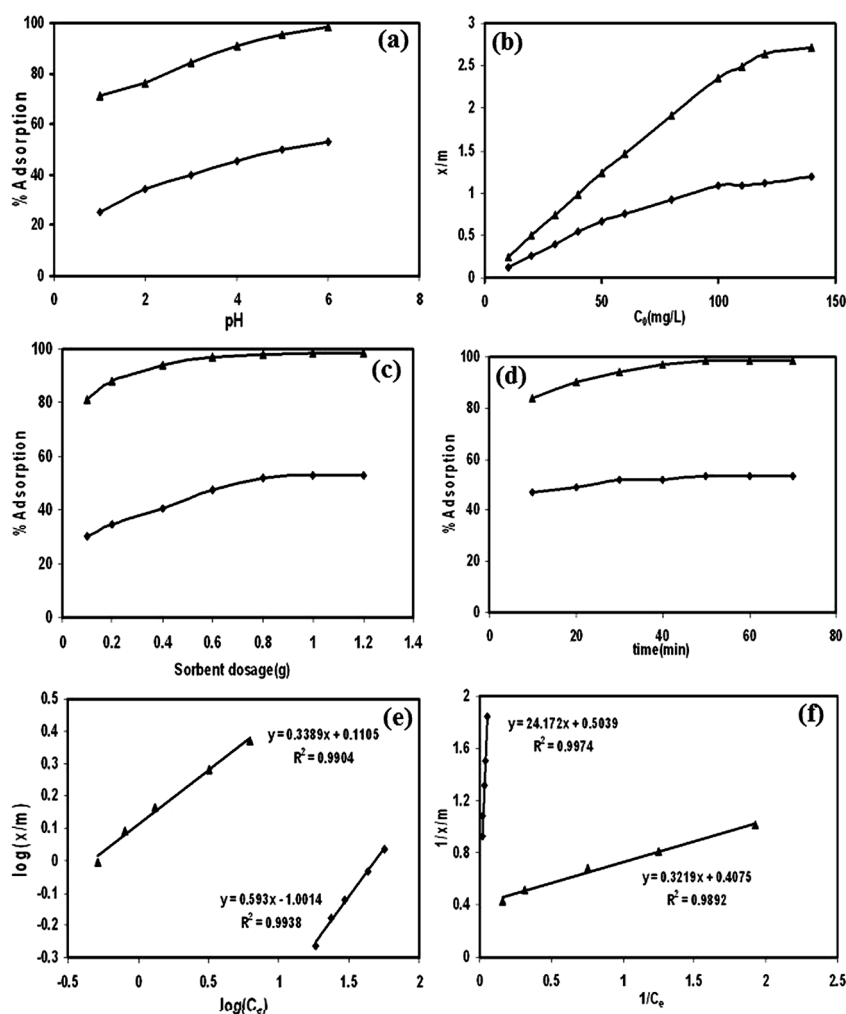 (a)
% Adsorption
100
80
60
40
20
0
0 2 4 6 8
pH
(b)
x/m
3
2.5
2
1.5
1
0.5
0
0 50 100 150
C0(mg/L)
(c)
% Adsorption
100
80
60
40
20
0
0 0.2 0.4 0.6 0.8 1 1.2 1.4
Sorbent dosage(g)
(d)
% Adsorption
100
80
60
40
20
0
0 20 40 60 80
time(min)
(e)
log(x/m)
0.5
0.4
0.3
0.2
0.1
0
-0.1
-0.2
-0.3
y = 0.3389x + 0.1105
R² = 0.9904
y = 0.593x - 1.0014
R² = 0.9938
-0.5 0 0.5 1 1.5 2
log(Ce)
(f)
1/x/m
2
1.6
1.2
0.8
0.4
0
y = 24.172x + 0.5039
R² = 0.9974
y = 0.3219x + 0.4075
R² = 0.9892
0 0.5 1 1.5 2 2.5
1/Ce